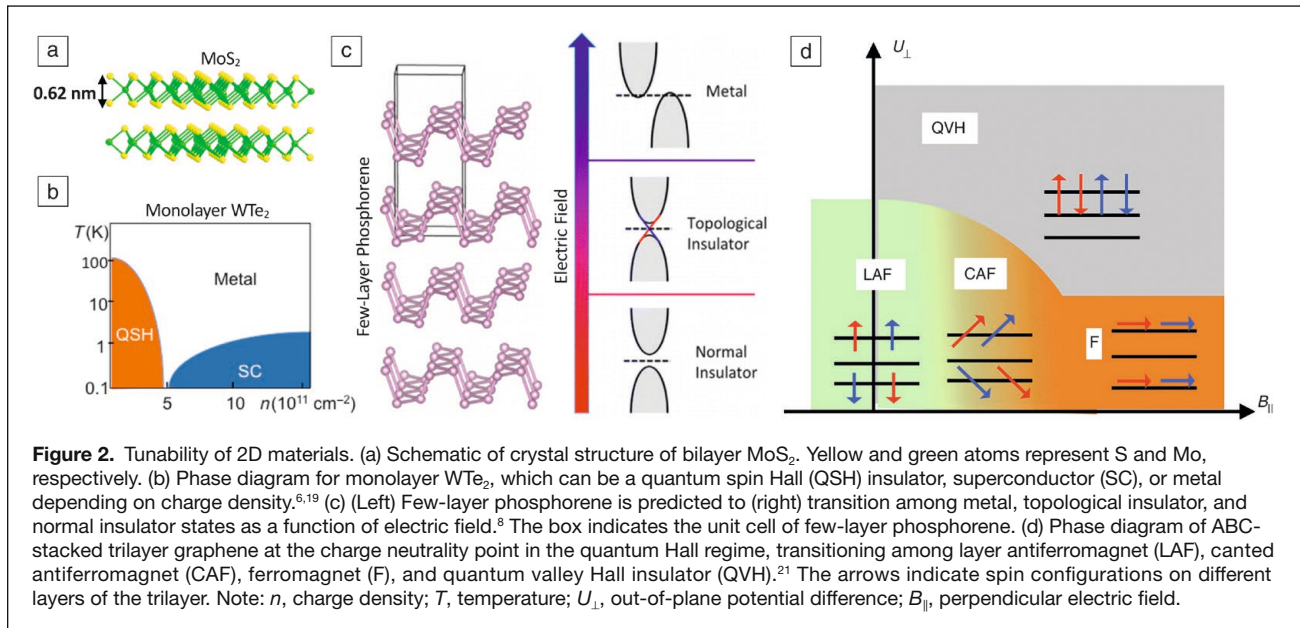 a
MoS₂
0.62 nm
b
Monolayer WTe₂
T(K)
100
10
1
0.1
QSH
Metal
SC
5
10
n(10¹¹ cm⁻²)
c
Few-Layer Phosphorene
Electric Field
Metal
Topological
Insulator
Normal
Insulator
d
U⊥
QVH
LAF
CAF
F
B∥
Figure 2. Tunability of 2D materials. (a) Schematic of crystal structure of bilayer MoS₂. Yellow and green atoms represent S and Mo,
respectively. (b) Phase diagram for monolayer WTe₂, which can be a quantum spin Hall (QSH) insulator, superconductor (SC), or metal
depending on charge density.⁶,¹⁹ (c) (Left) Few-layer phosphorene is predicted to (right) transition among metal, topological insulator, and
normal insulator states as a function of electric field.⁸ The box indicates the unit cell of few-layer phosphorene. (d) Phase diagram of ABC-
stacked trilayer graphene at the charge neutrality point in the quantum Hall regime, transitioning among layer antiferromagnet (LAF), canted
antiferromagnet (CAF), ferromagnet (F), and quantum valley Hall insulator (QVH).²¹ The arrows indicate spin configurations on different
layers of the trilayer. Note: n, charge density; T, temperature; U⊥, out-of-plane potential difference; B∥, perpendicular electric field.